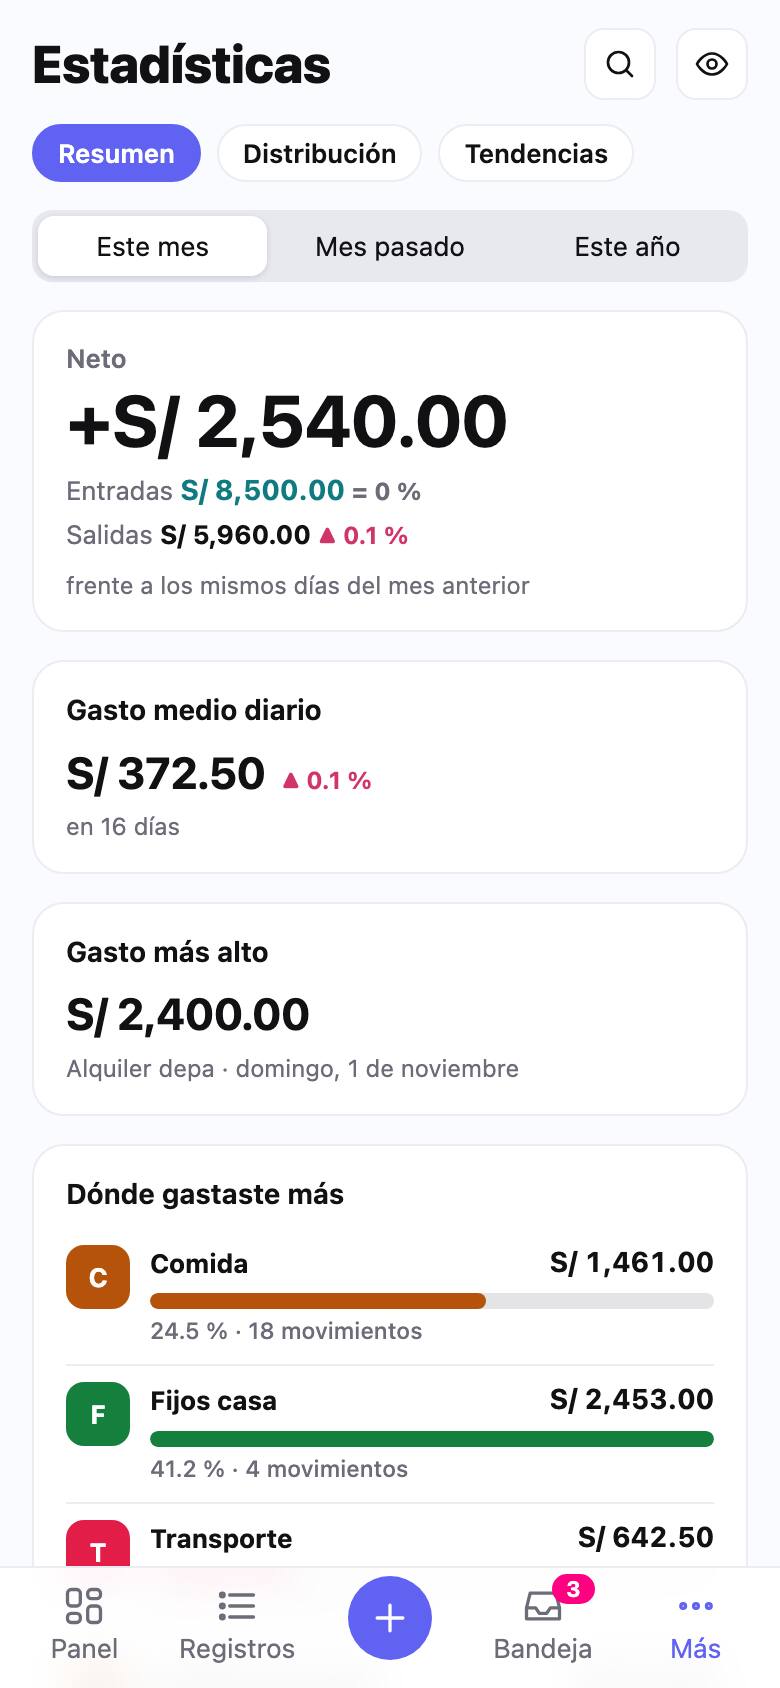 Estadísticas
Resumen
Distribución
Tendencias
Este mes
Mes pasado
Este año
Neto
+S/ 2,540.00
Entradas S/ 8,500.00 = 0 %
Salidas S/ 5,960.00 ▲ 0.1 %
frente a los mismos días del mes anterior
Gasto medio diario
S/ 372.50 ▲ 0.1 %
en 16 días
Gasto más alto
S/ 2,400.00
Alquiler depa · domingo, 1 de noviembre
Dónde gastaste más
C
Comida
S/ 1,461.00
24.5 % · 18 movimientos
F
Fijos casa
S/ 2,453.00
41.2 % · 4 movimientos
T
Transporte
S/ 642.50
Panel
Registros
3
Bandeja
Más